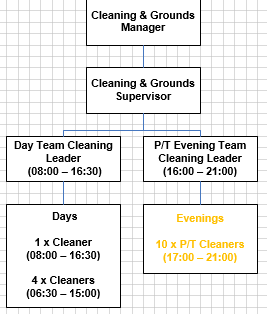 Cleaning & Grounds
Manager
Cleaning & Grounds
Supervisor
Day Team Cleaning
Leader
(08:00 – 16:30)
P/T Evening Team
Cleaning Leader
(16:00 – 21:00)
Days
1 x Cleaner
(08:00 – 16:30)
4 x Cleaners
(06:30 – 15:00)
Evenings
10 x P/T Cleaners
(17:00 – 21:00)